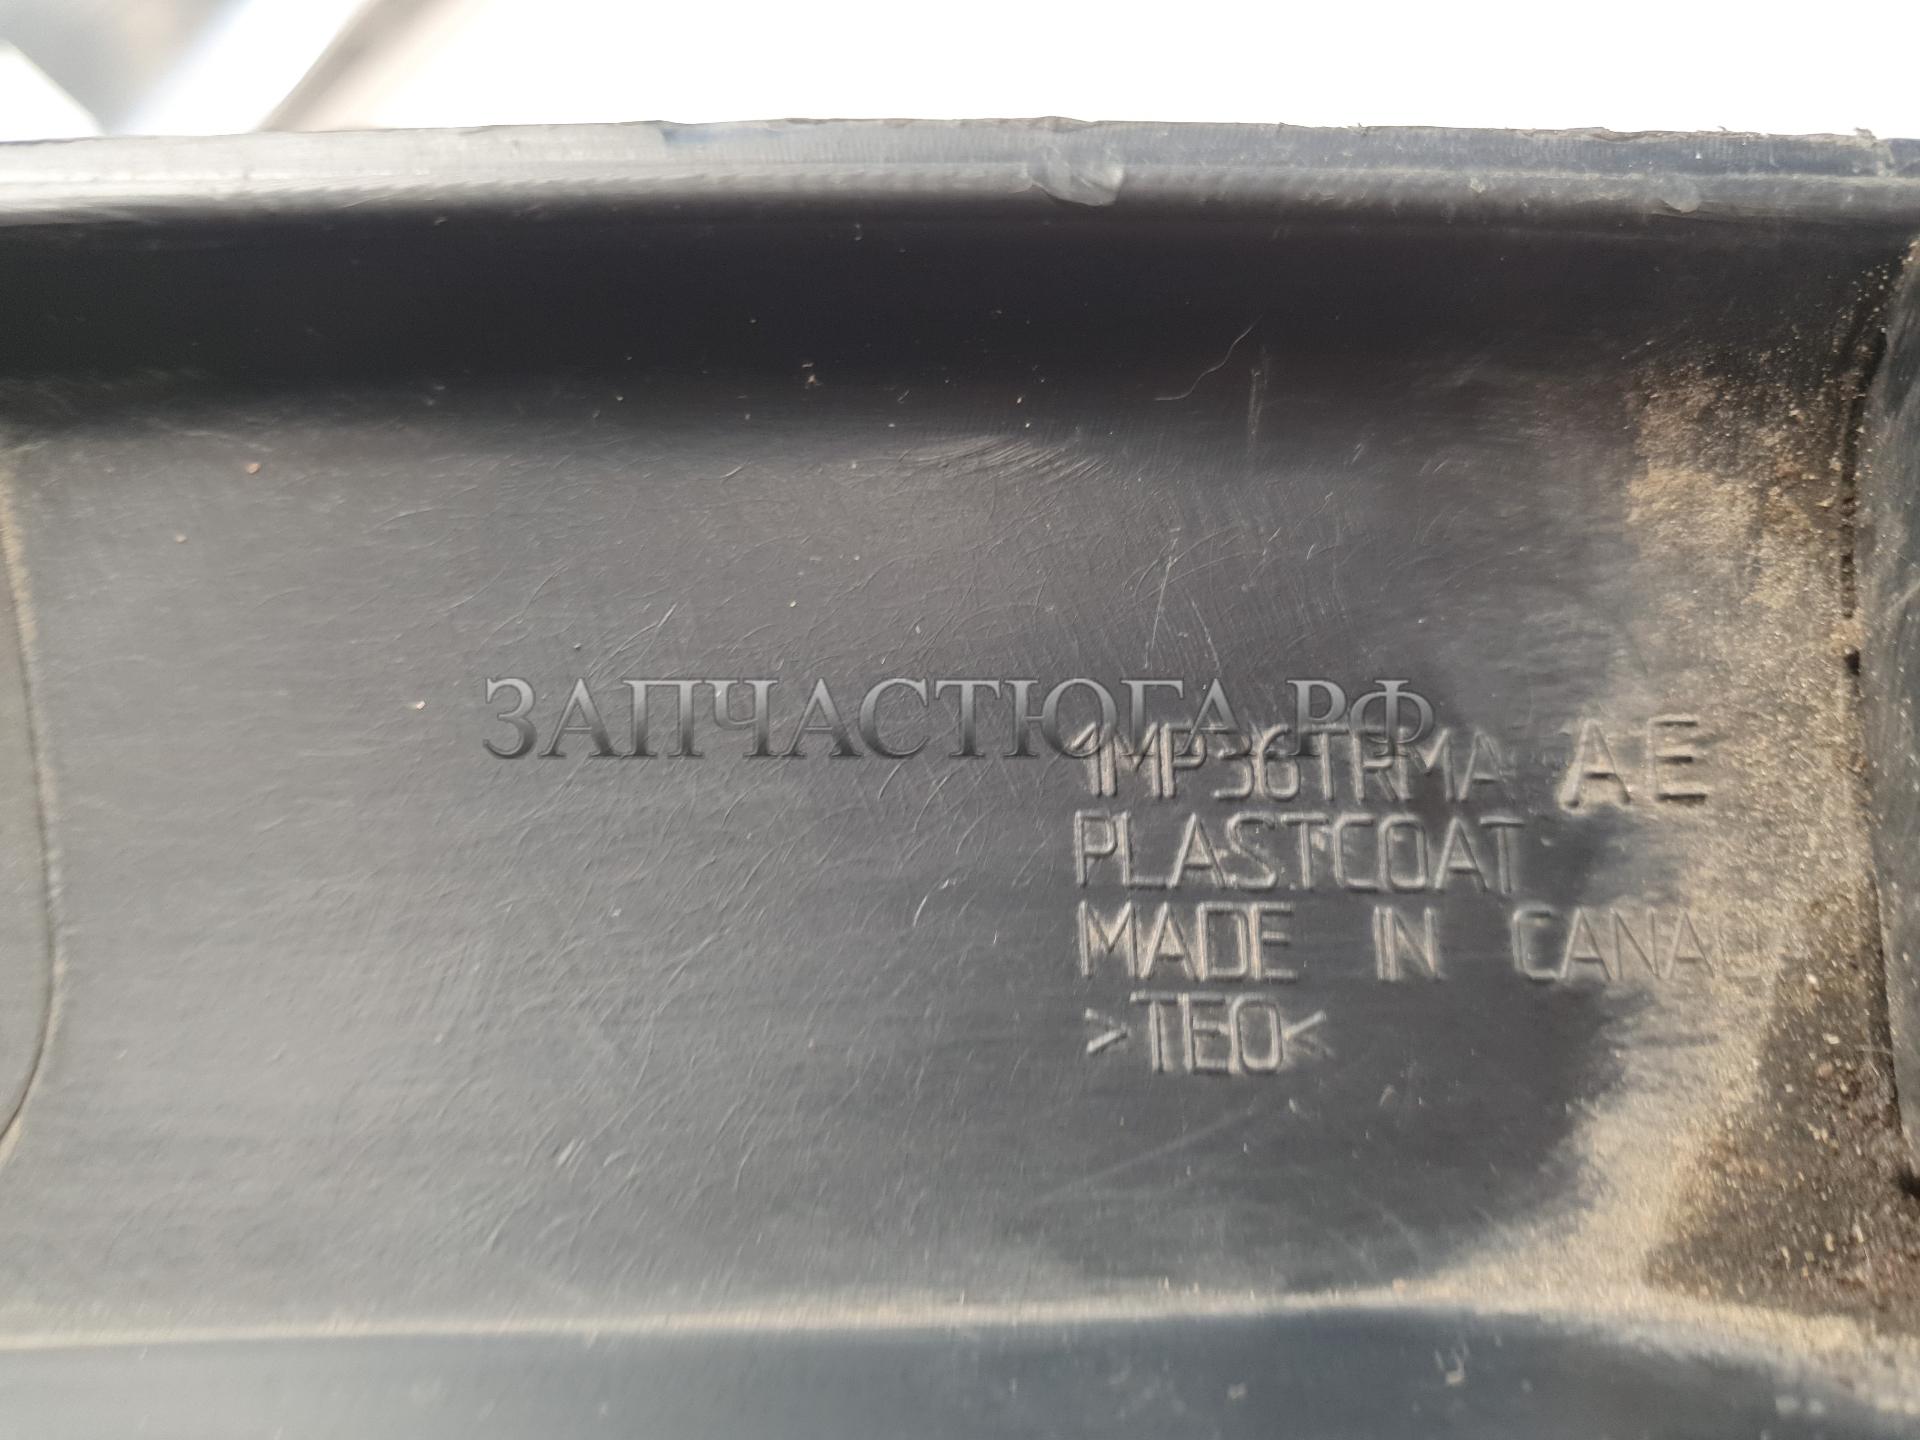 ЗАПЧАСТЮГА.РФ
1MP36TRMA AE
PLASTCOAT
MADE IN CANAD
>TEO<